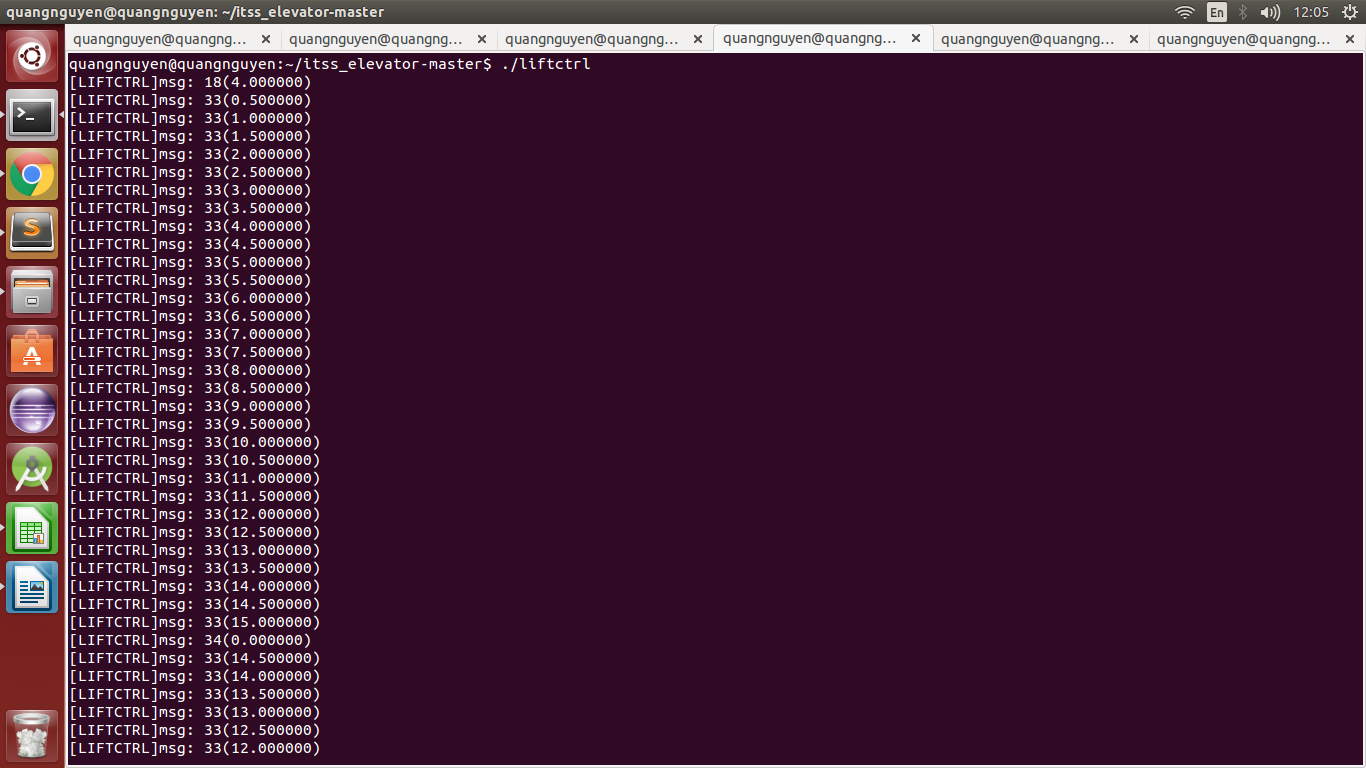 quangnguyen@quangnguyen: ~/itss_elevator-master
En
12:05
quangnguyen@quangng...
quangnguyen@quangng...
quangnguyen@quangng...
quangnguyen@quangng...
quangnguyen@quangng...
quangnguyen@quangng...
quangnguyen@quangnguyen:~/itss_elevator-master$ ./liftctrl
[LIFTCTRL]msg: 18(4.000000)
[LIFTCTRL]msg: 33(0.500000)
[LIFTCTRL]msg: 33(1.000000)
[LIFTCTRL]msg: 33(1.500000)
[LIFTCTRL]msg: 33(2.000000)
[LIFTCTRL]msg: 33(2.500000)
[LIFTCTRL]msg: 33(3.000000)
[LIFTCTRL]msg: 33(3.500000)
[LIFTCTRL]msg: 33(4.000000)
[LIFTCTRL]msg: 33(4.500000)
[LIFTCTRL]msg: 33(5.000000)
[LIFTCTRL]msg: 33(5.500000)
[LIFTCTRL]msg: 33(6.000000)
[LIFTCTRL]msg: 33(6.500000)
[LIFTCTRL]msg: 33(7.000000)
[LIFTCTRL]msg: 33(7.500000)
[LIFTCTRL]msg: 33(8.000000)
[LIFTCTRL]msg: 33(8.500000)
[LIFTCTRL]msg: 33(9.000000)
[LIFTCTRL]msg: 33(9.500000)
[LIFTCTRL]msg: 33(10.000000)
[LIFTCTRL]msg: 33(10.500000)
[LIFTCTRL]msg: 33(11.000000)
[LIFTCTRL]msg: 33(11.500000)
[LIFTCTRL]msg: 33(12.000000)
[LIFTCTRL]msg: 33(12.500000)
[LIFTCTRL]msg: 33(13.000000)
[LIFTCTRL]msg: 33(13.500000)
[LIFTCTRL]msg: 33(14.000000)
[LIFTCTRL]msg: 33(14.500000)
[LIFTCTRL]msg: 33(15.000000)
[LIFTCTRL]msg: 34(0.000000)
[LIFTCTRL]msg: 33(14.500000)
[LIFTCTRL]msg: 33(14.000000)
[LIFTCTRL]msg: 33(13.500000)
[LIFTCTRL]msg: 33(13.000000)
[LIFTCTRL]msg: 33(12.500000)
[LIFTCTRL]msg: 33(12.000000)